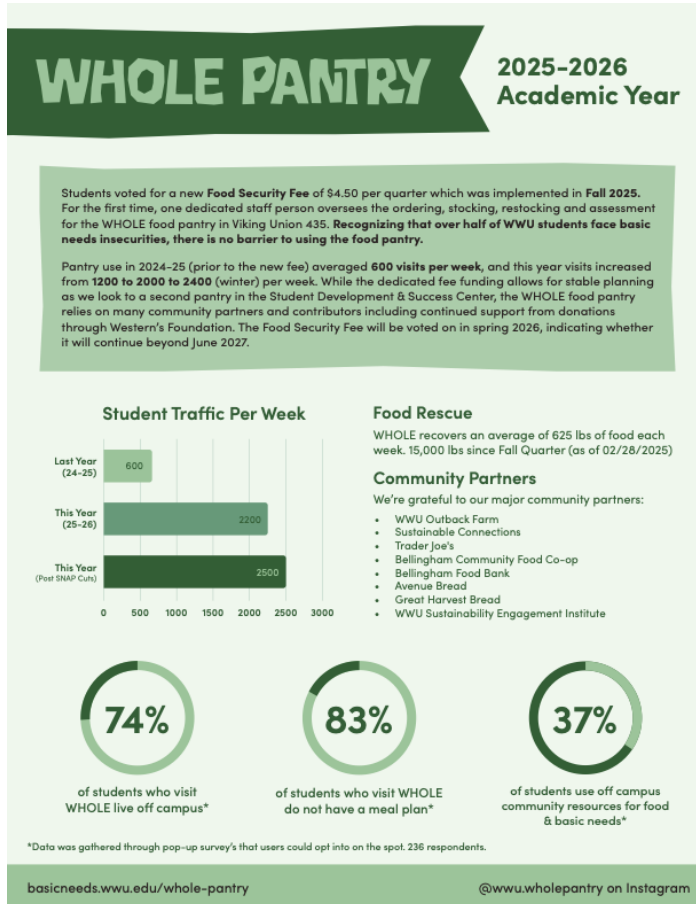 WHOLE PANTRY
2025-2026
Academic Year
Students voted for a new Food Security Fee of $4.50 per quarter which was implemented in Fall 2025.
For the first time, one dedicated staff person oversees the ordering, stocking, restocking and assessment
for the WHOLE food pantry in Viking Union 435. Recognizing that over half of WWU students face basic
needs insecurities, there is no barrier to using the food pantry.
Pantry use in 2024-25 (prior to the new fee) averaged 600 visits per week, and this year visits increased
from 1200 to 2000 to 2400 (winter) per week. While the dedicated fee funding allows for stable planning
as we look to a second pantry in the Student Development & Success Center, the WHOLE food pantry
relies on many community partners and contributors including continued support from donations
through Western's Foundation. The Food Security Fee will be voted on in spring 2026, indicating whether
it will continue beyond June 2027.
Student Traffic Per Week
Last Year
(24-25)
600
This Year
(25-26)
2200
This Year
(Post SNAP Cuts)
2500
0 500 1000 1500 2000 2500 3000
Food Rescue
WHOLE recovers an average of 625 lbs of food each
week. 15,000 lbs since Fall Quarter (as of 02/28/2025)
Community Partners
We're grateful to our major community partners:
• WWU Outback Farm
• Sustainable Connections
• Trader Joe's
• Bellingham Community Food Co-op
• Bellingham Food Bank
• Avenue Bread
• Great Harvest Bread
• WWU Sustainability Engagement Institute
74%
of students who visit
WHOLE live off campus*
83%
of students who visit WHOLE
do not have a meal plan*
37%
of students use off campus
community resources for food
& basic needs*
*Data was gathered through pop-up survey's that users could opt into on the spot. 236 respondents.
basicneeds.wwu.edu/whole-pantry
@wwu.wholepantry on Instagram